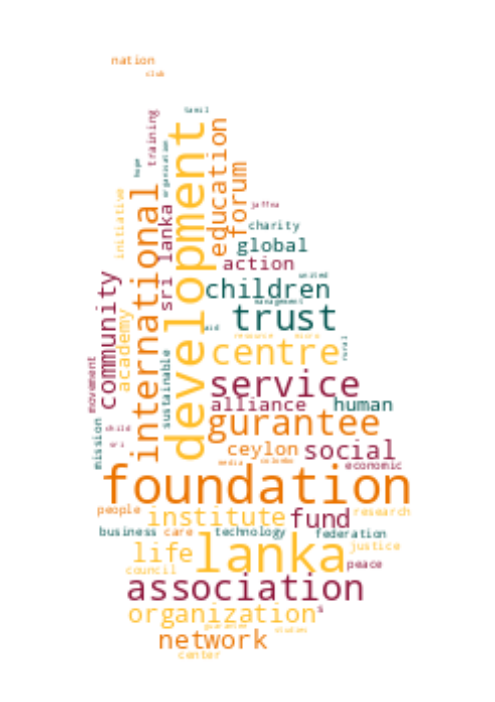 nation
club
tamil
training
hope
organisation
development
education
forum
initiative
international
sri lanka
jaffna
charity
global
action
united
children
community
academy
management
trust
aid
movement
sustainable
resource
micro
rural
centre
service
alliance
human
gurantee
mission
child
sri
ceylon
social
media
colombo
economic
foundation
people
institute
fund
research
business
care
technology
federation
life
lanka
justice
council
peace
association
organization
s
gurantee
studies
network
center